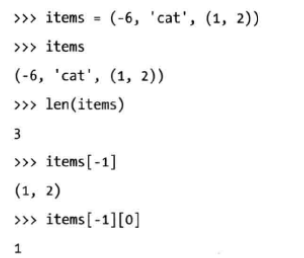 >>> items = (-6, 'cat', (1, 2))
>>> items
(-6, 'cat', (1, 2))
>>> len(items)
3
>>> items[-1]
(1, 2)
>>> items[-1][0]
1